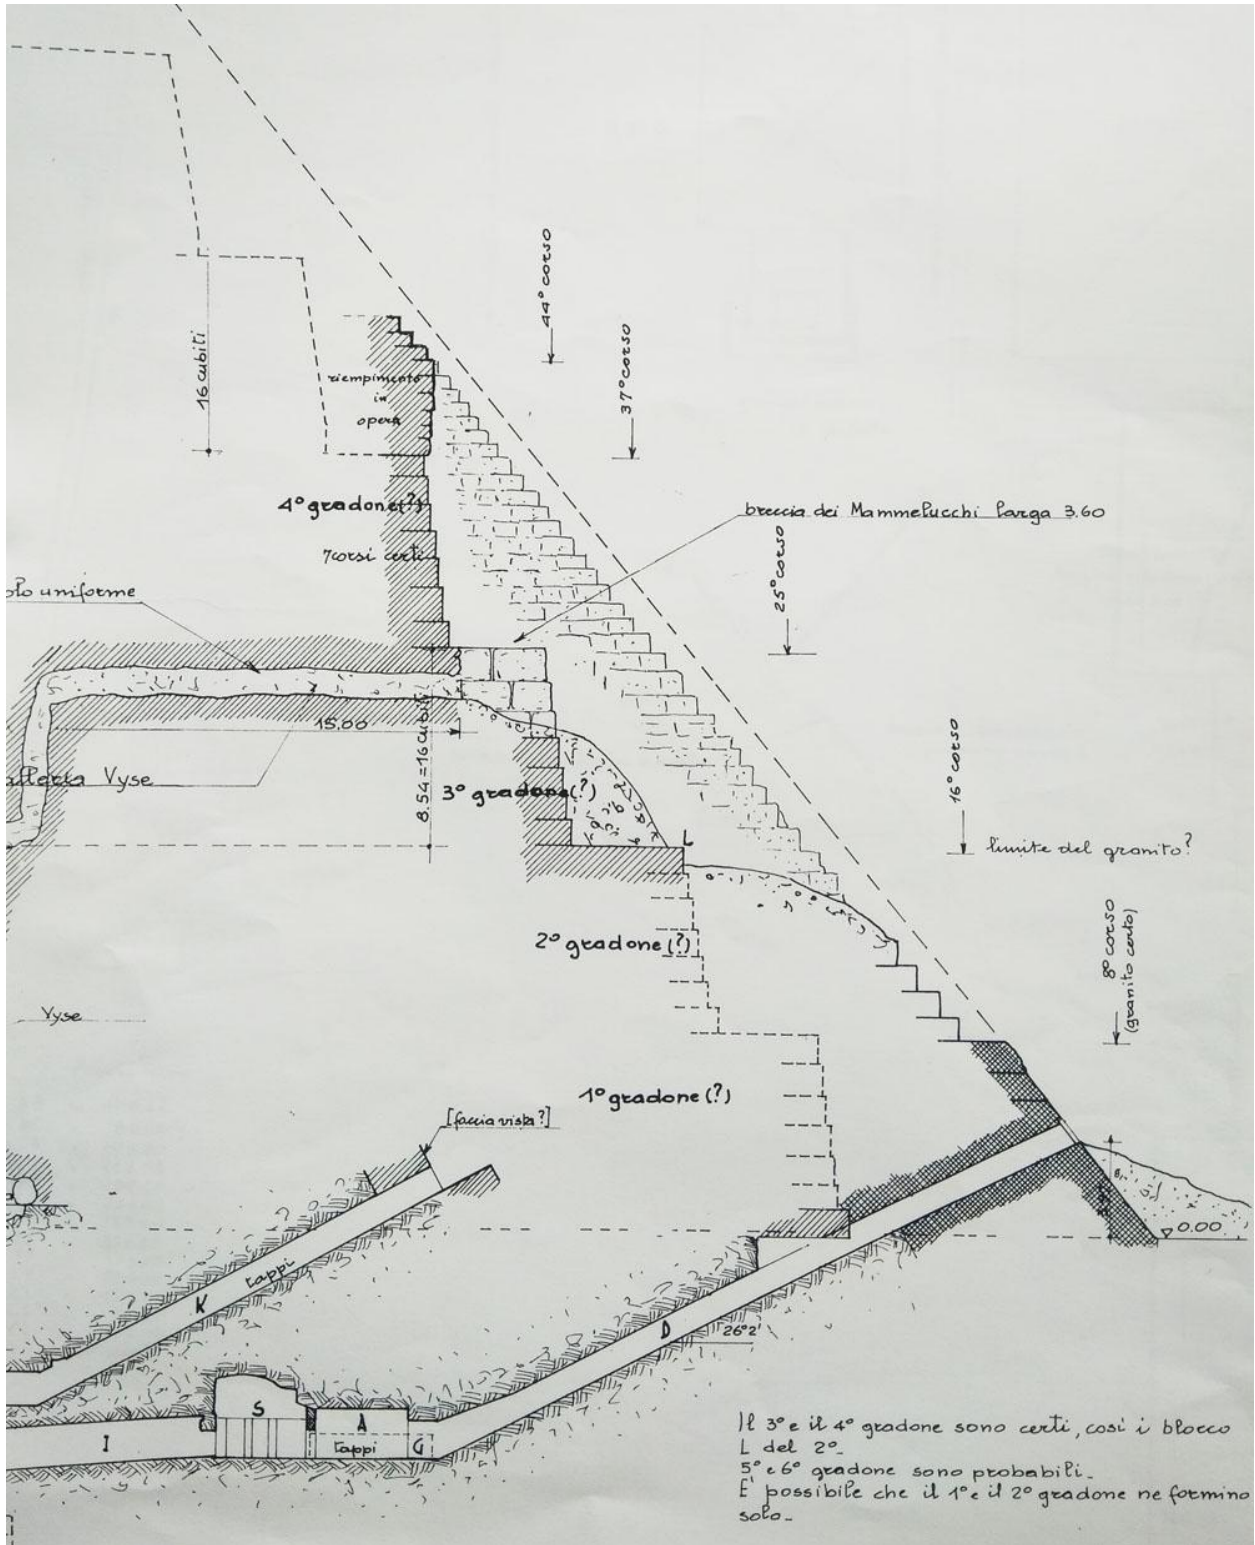 44° corso
37° corso
16 cubiti
riempimento
in
opera
4° gradone(?)
7 corsi certi
breccia dei Mammelucchi larga 3.60
25° corso
olo uniforme
15.00
8.54=16 cubiti
Vyse
3° gradone(?)
16° corso
L
limite del granito?
8° corso
(granito certo)
2° gradone(?)
Vyse
1° gradone(?)
[faccia vista?]
0.00
K
tappi
D
26°2'
S
A
I
tappi
G
Il 3° e il 4° gradone sono certi, così i blocco
L del 2°_
5° e 6° gradone sono probabili_
È possibile che il 1° e il 2° gradone ne formino
solo_